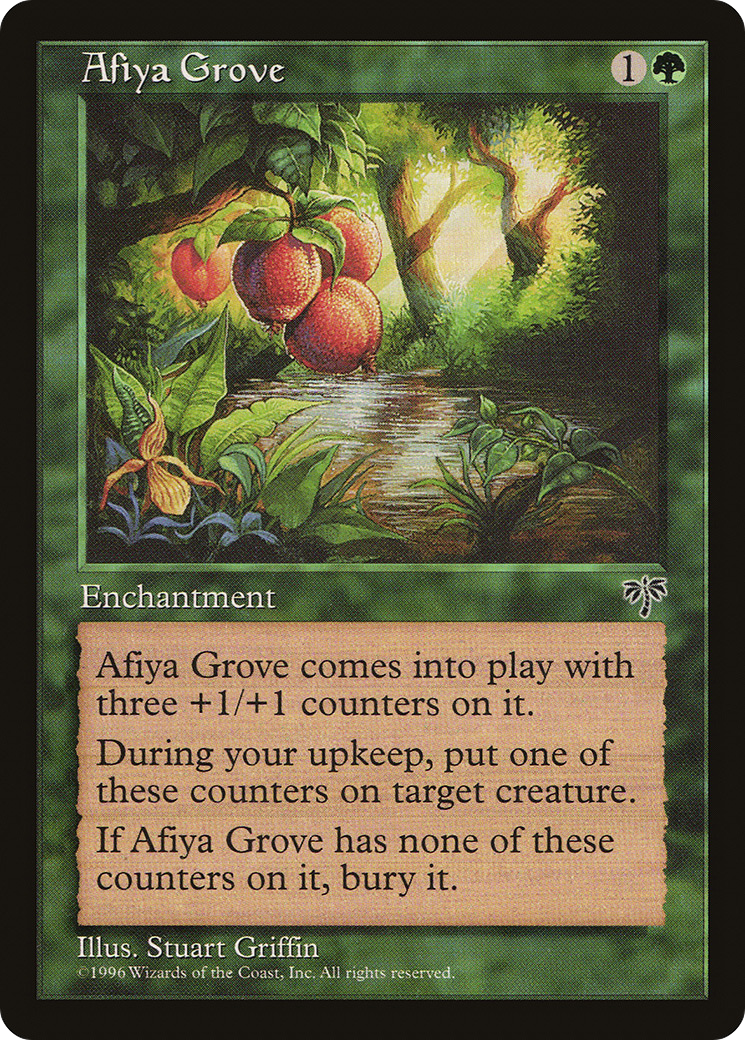 Afiya Grove 1
Enchantment
Afiya Grove comes into play with
three +1/+1 counters on it.
During your upkeep, put one of
these counters on target creature.
If Afiya Grove has none of these
counters on it, bury it.
Illus. Stuart Griffin
©1996 Wizards of the Coast, Inc. All rights reserved.